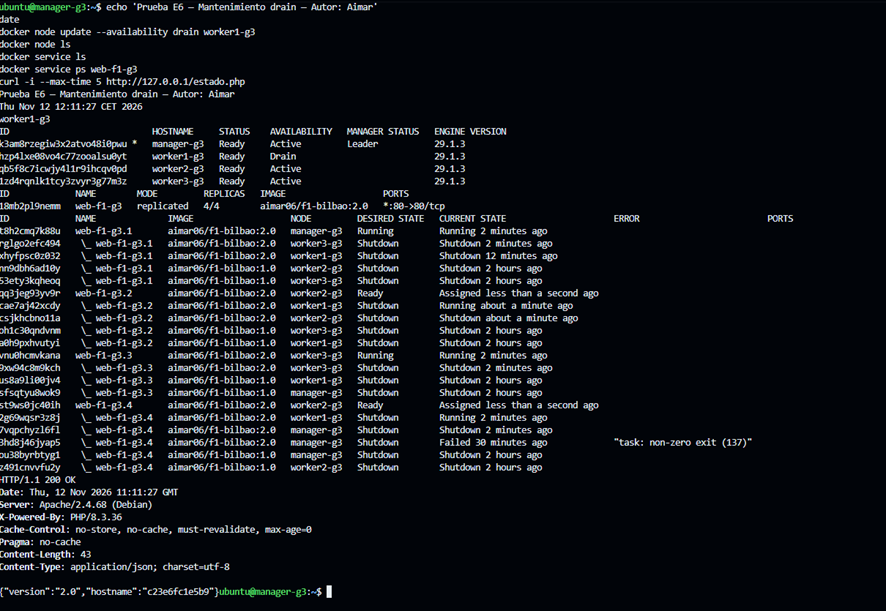 ubuntu@manager-g3:~$ echo 'Prueba E6 — Mantenimiento drain — Autor: Aimar'
date
docker node update --availability drain worker1-g3
docker node ls
docker service ls
docker service ps web-f1-g3
curl -i --max-time 5 http://127.0.0.1/estado.php
Prueba E6 — Mantenimiento drain — Autor: Aimar
Thu Nov 12 12:11:27 CET 2026
worker1-g3
ID HOSTNAME STATUS AVAILABILITY MANAGER STATUS ENGINE VERSION
k3am8rzegiw3x2atvo48i0pwu * manager-g3 Ready Active Leader 29.1.3
hzp4lxe08vo4c77zooalsu0yt worker1-g3 Ready Drain 29.1.3
qb5f8c7icwjy4l1r9ihcqv0pd worker2-g3 Ready Active 29.1.3
1zd4rqnlk1tcy3zvyr3g77m3z worker3-g3 Ready Active 29.1.3
ID NAME MODE REPLICAS IMAGE PORTS
18mb2pl9nemm web-f1-g3 replicated 4/4 aimar06/f1-bilbao:2.0 *:80->80/tcp
ID NAME IMAGE NODE DESIRED STATE CURRENT STATE ERROR PORTS
t8h2cmq7k88u web-f1-g3.1 aimar06/f1-bilbao:2.0 manager-g3 Running Running 2 minutes ago
rglgo2efc494 \_ web-f1-g3.1 aimar06/f1-bilbao:2.0 worker3-g3 Shutdown Shutdown 2 minutes ago
xhyfpsc0z032 \_ web-f1-g3.1 aimar06/f1-bilbao:2.0 worker1-g3 Shutdown Shutdown 12 minutes ago
nn9dbh6ad10y \_ web-f1-g3.1 aimar06/f1-bilbao:1.0 worker2-g3 Shutdown Shutdown 2 hours ago
53ety3kqheoq \_ web-f1-g3.1 aimar06/f1-bilbao:2.0 worker3-g3 Shutdown Shutdown 2 hours ago
qq3jeg93yv9r web-f1-g3.2 aimar06/f1-bilbao:2.0 worker2-g3 Ready Assigned less than a second ago
cae7aj42xcdy \_ web-f1-g3.2 aimar06/f1-bilbao:2.0 worker1-g3 Shutdown Running about a minute ago
csjkhcbno11a \_ web-f1-g3.2 aimar06/f1-bilbao:2.0 worker2-g3 Shutdown Shutdown about a minute ago
oh1c30qndvnm \_ web-f1-g3.2 aimar06/f1-bilbao:1.0 worker3-g3 Shutdown Shutdown 2 hours ago
a0h9pxhvutyi \_ web-f1-g3.2 aimar06/f1-bilbao:2.0 worker1-g3 Shutdown Shutdown 2 hours ago
vnu0hcmvkana web-f1-g3.3 aimar06/f1-bilbao:2.0 worker3-g3 Running Running 2 minutes ago
9xw94c8m9kch \_ web-f1-g3.3 aimar06/f1-bilbao:2.0 worker3-g3 Shutdown Shutdown 2 minutes ago
us8a9li00jv4 \_ web-f1-g3.3 aimar06/f1-bilbao:1.0 worker1-g3 Shutdown Shutdown 2 hours ago
sfsqtyu8wok9 \_ web-f1-g3.3 aimar06/f1-bilbao:2.0 manager-g3 Shutdown Shutdown 2 hours ago
st9ws0jc40ih web-f1-g3.4 aimar06/f1-bilbao:2.0 worker2-g3 Ready Assigned less than a second ago
2g69wqsr3z8j \_ web-f1-g3.4 aimar06/f1-bilbao:2.0 worker1-g3 Shutdown Running 2 minutes ago
7vqpchyzl6fl \_ web-f1-g3.4 aimar06/f1-bilbao:2.0 manager-g3 Shutdown Shutdown 2 minutes ago
3hd8j46jyap5 \_ web-f1-g3.4 aimar06/f1-bilbao:2.0 manager-g3 Shutdown Failed 30 minutes ago "task: non-zero exit (137)"
ou38byrbtyg1 \_ web-f1-g3.4 aimar06/f1-bilbao:1.0 manager-g3 Shutdown Shutdown 2 hours ago
z491cnvvfu2y \_ web-f1-g3.4 aimar06/f1-bilbao:1.0 worker2-g3 Shutdown Shutdown 2 hours ago
HTTP/1.1 200 OK
Date: Thu, 12 Nov 2026 11:11:27 GMT
Server: Apache/2.4.68 (Debian)
X-Powered-By: PHP/8.3.36
Cache-Control: no-store, no-cache, must-revalidate, max-age=0
Pragma: no-cache
Content-Length: 43
Content-Type: application/json; charset=utf-8
{"version":"2.0","hostname":"c23e6fc1e5b9"}ubuntu@manager-g3:~$